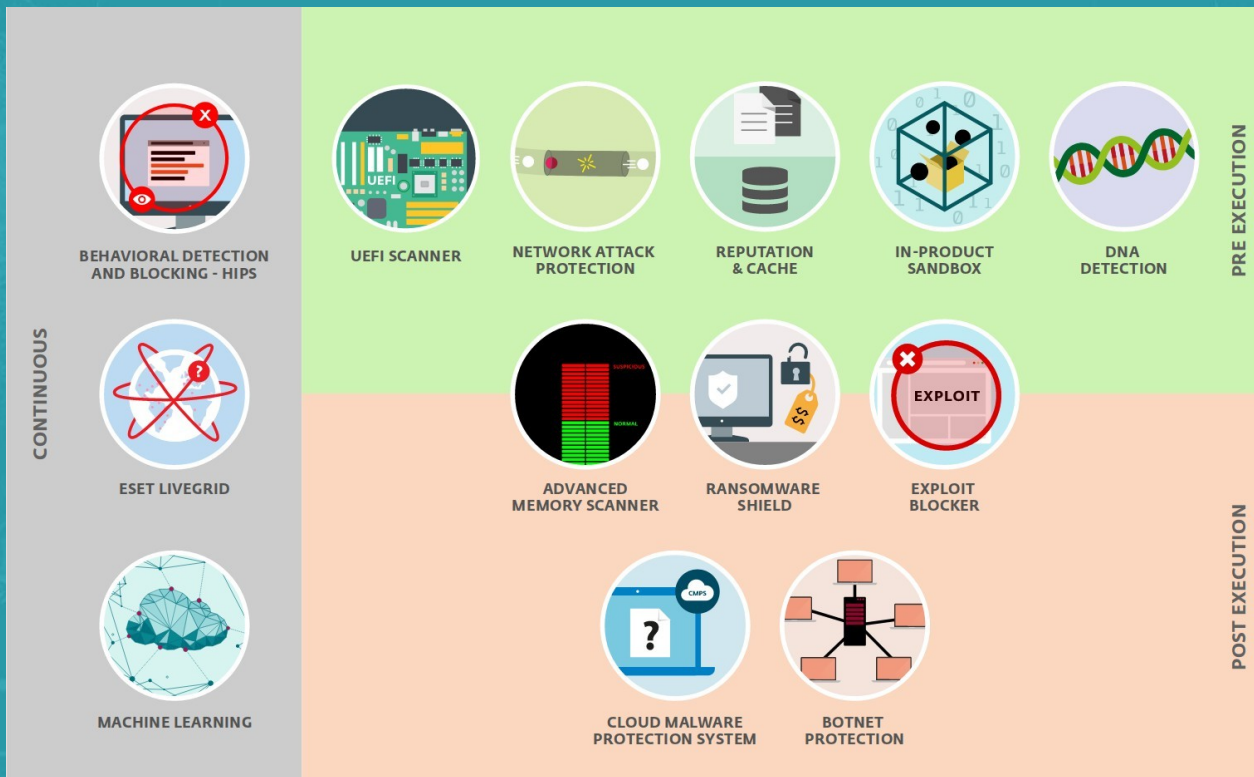 CONTINUOUS
BEHAVIORAL DETECTION
AND BLOCKING - HIPS
ESET LIVEGRID
MACHINE LEARNING
PRE EXECUTION
UEFI
UEFI SCANNER
NETWORK ATTACK
PROTECTION
REPUTATION
& CACHE
IN-PRODUCT
SANDBOX
DNA
DETECTION
SUSPICIOUS
NORMAL
ADVANCED
MEMORY SCANNER
$$
RANSOMWARE
SHIELD
EXPLOIT
EXPLOIT
BLOCKER
POST EXECUTION
CMPS
?
CLOUD MALWARE
PROTECTION SYSTEM
BOTNET
PROTECTION